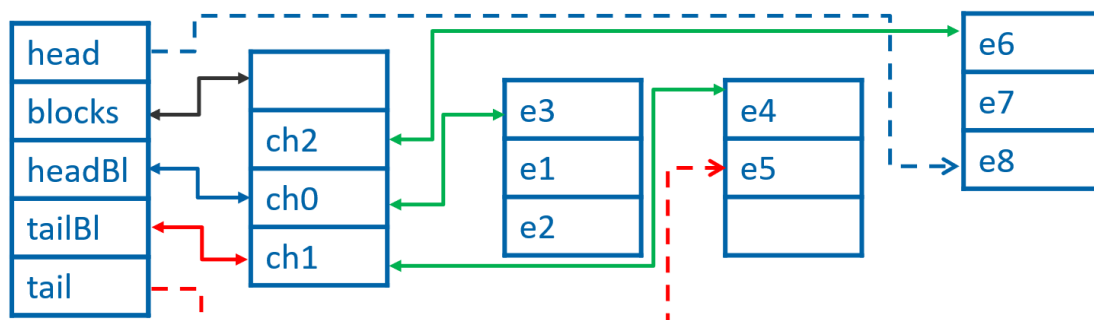 head
blocks
headBl
tailBl
tail
ch2
ch0
ch1
e3
e1
e2
e4
e5
e6
e7
e8